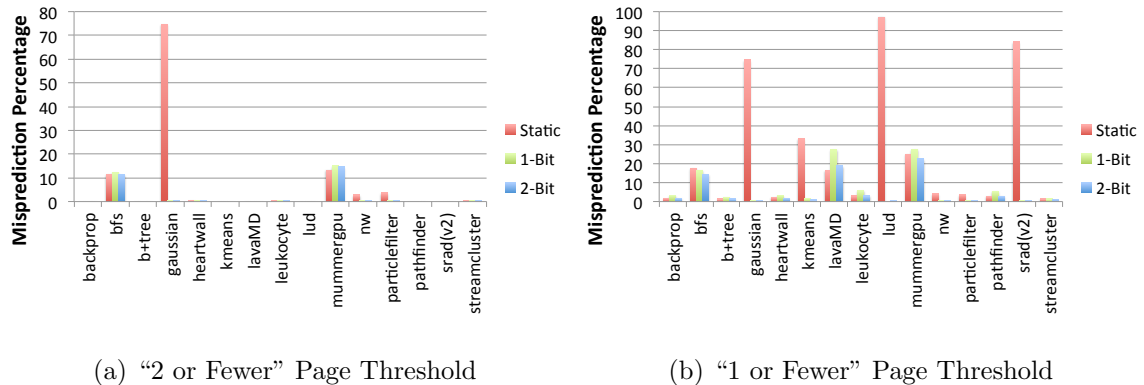 Misprediction Percentage
80
70
60
50
40
30
20
10
0
backprop
bfs
b+tree
gaussian
heartwall
kmeans
lavaMD
leukocyte
lud
mummergpu
nw
particlefilter
pathfinder
srad(v2)
streamcluster
Static
1-Bit
2-Bit
(a) “2 or Fewer” Page Threshold
Misprediction Percentage
100
90
80
70
60
50
40
30
20
10
0
backprop
bfs
b+tree
gaussian
heartwall
kmeans
lavaMD
leukocyte
lud
mummergpu
nw
particlefilter
pathfinder
srad(v2)
streamcluster
Static
1-Bit
2-Bit
(b) “1 or Fewer” Page Threshold